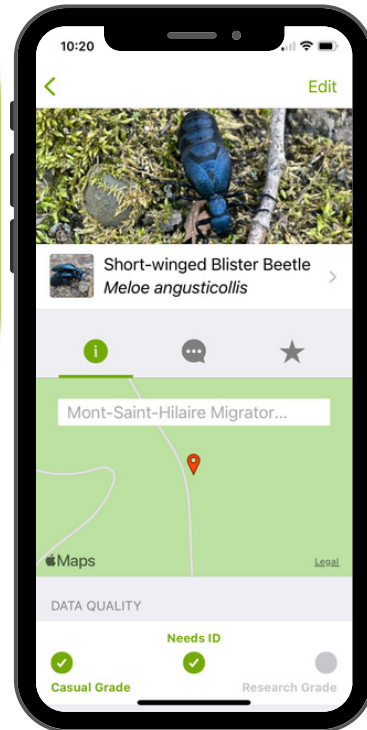 10:20
Edit
Short-winged Blister Beetle
Meloe angusticollis
i
Mont-Saint-Hilaire Migrator...
Maps
Legal
DATA QUALITY
Needs ID
Casual Grade
Research Grade